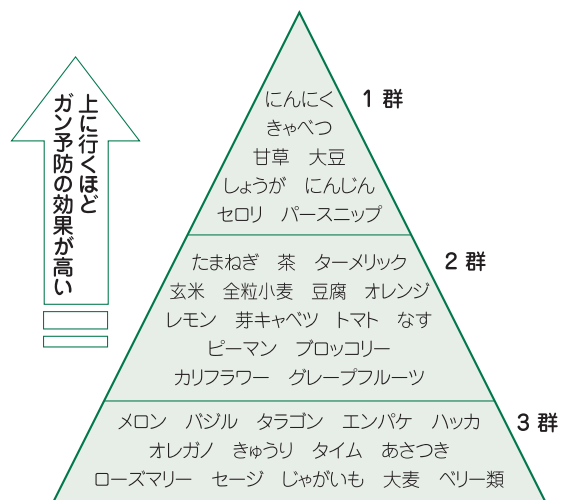 上に行くほど
ガン予防の効果が高い
にんにく
きゃべつ
甘草 大豆
しょうが にんじん
セロリ パースニップ
1 群
たまねぎ 茶 ターメリック
玄米 全粒小麦 豆腐 オレンジ
レモン 芽キャベツ トマト なす
ピーマン ブロッコリー
カリフラワー グレープフルーツ
2 群
メロン バジル タラゴン エンバク ハッカ
オレガノ きゅうり タイム あさつき
ローズマリー セージ じゃがいも 大麦 ベリー類
3 群